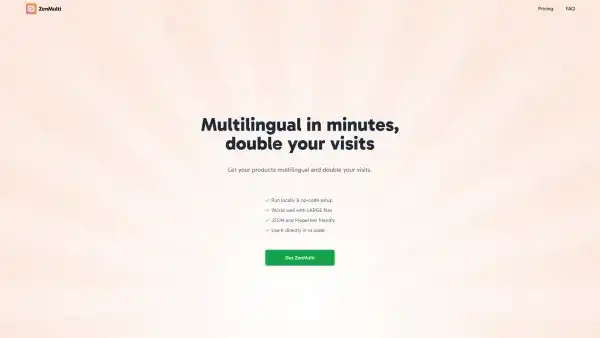 ZenMulti
Pricing
FAQ
Multilingual in minutes,
double your visits
Let your products multilingual and double your visits.
✓ Run locally & no-code setup
✓ Works well with LARGE files
✓ JSON and Properties friendly
✓ Use it directly in vs code
Get ZenMulti